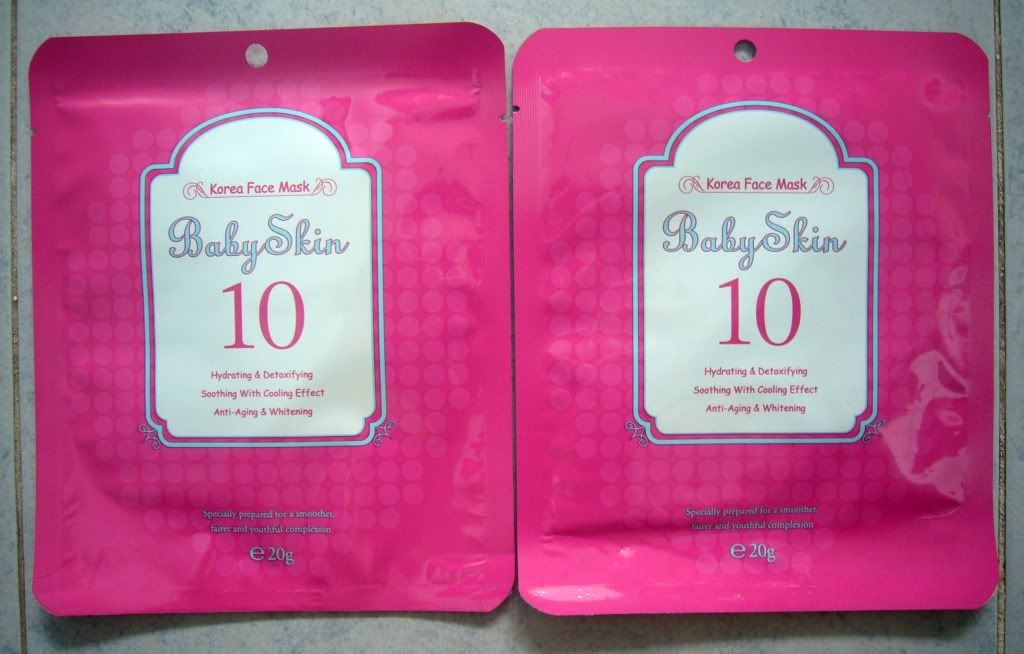 Korea Face Mask
BabySkin
10
Hydrating & Detoxifying
Soothing With Cooling Effect
Anti-Aging & Whitening
Specially prepared for a smoother,
fairer and youthful complexion
e 20g
Korea Face Mask
BabySkin
10
Hydrating & Detoxifying
Soothing With Cooling Effect
Anti-Aging & Whitening
Specially prepared for a smoother,
fairer and youthful complexion
e 20g